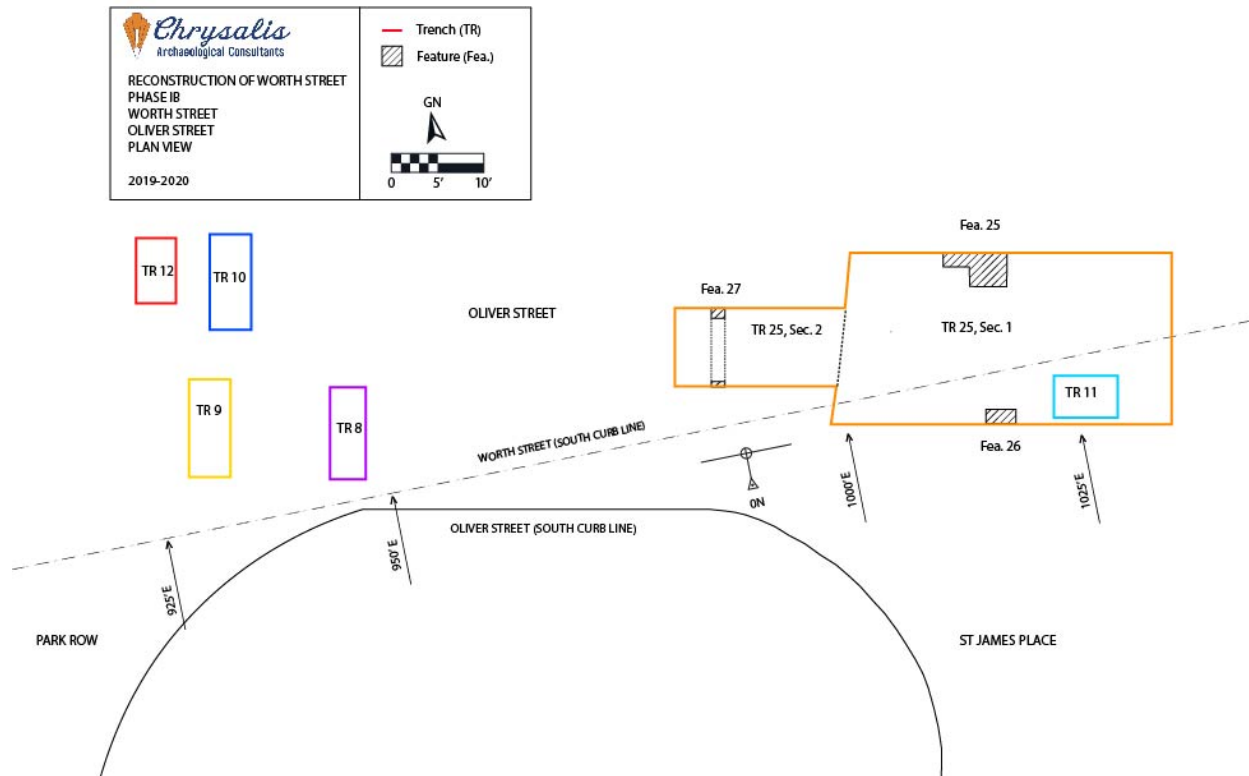 Chrysalis
Archaeological Consultants
RECONSTRUCTION OF WORTH STREET
PHASE IB
WORTH STREET
OLIVER STREET
PLAN VIEW
2019-2020
Trench (TR)
Feature (Fea.)
GN
0 5' 10'
TR 12
TR 10
TR 9
TR 8
OLIVER STREET
Fea. 27
TR 25, Sec. 2
Fea. 25
TR 25, Sec. 1
TR 11
Fea. 26
WORTH STREET (SOUTH CURB LINE)
0N
OLIVER STREET (SOUTH CURB LINE)
925'E
950'E
1000'E
1025'E
PARK ROW
ST JAMES PLACE